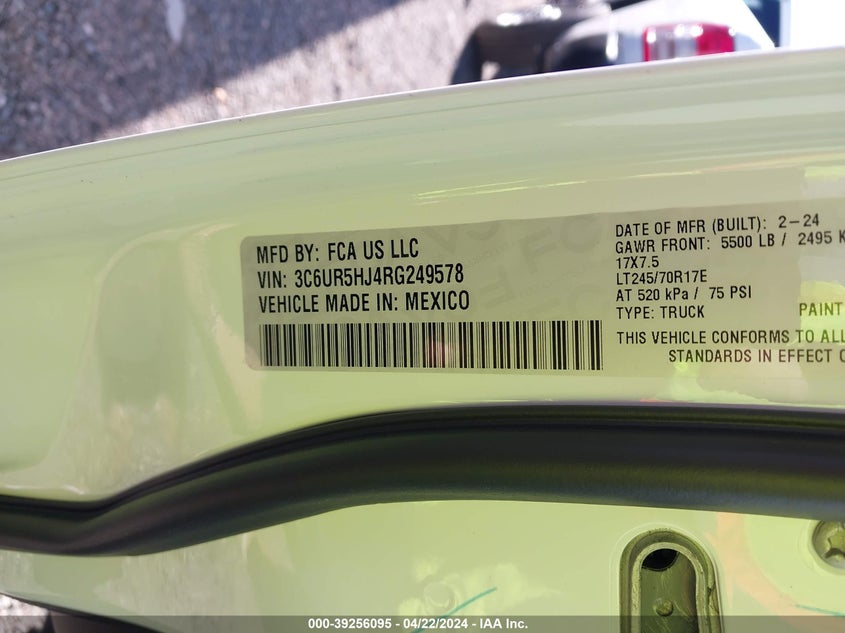 MFD BY: FCA US LLC
VIN: 3C6UR5HJ4RG249578
VEHICLE MADE IN: MEXICO
DATE OF MFR (BUILT): 2-24
GAWR FRONT: 5500 LB / 2495 K
17X7.5
LT245/70R17E
AT 520 kPa / 75 PSI
TYPE: TRUCK
PAINT
THIS VEHICLE CONFORMS TO ALL
STANDARDS IN EFFECT O
000-39256095 - 04/22/2024 - IAA Inc.